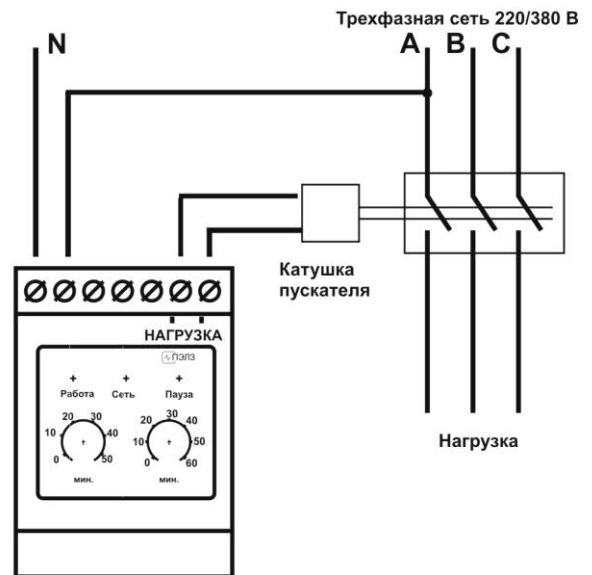 Трехфазная сеть 220/380 В
N
A B C
Катушка
пускателя
НАГРУЗКА
ПЭЛЗ
+ + +
Работа Сеть Пауза
20 30
10 40
0 50
t
мин.
30
20 40
10 50
0 60
t
мин.
Нагрузка